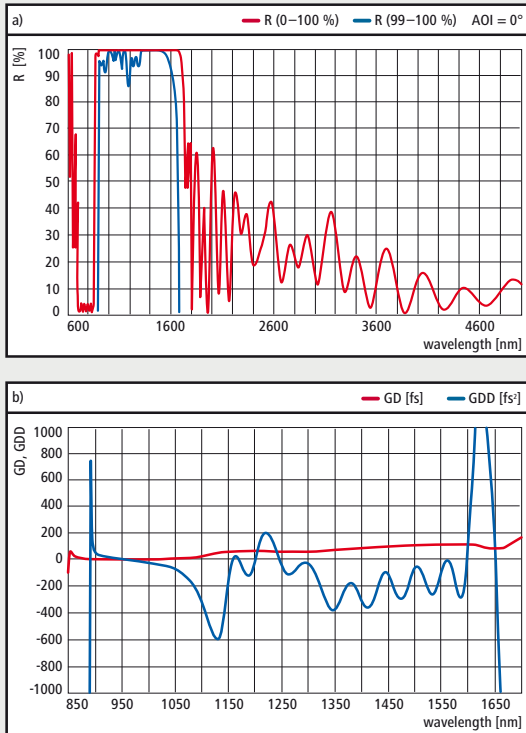 a)
R (0–100 %) R (99–100 %) AOI = 0°
R [%]
100
90
80
70
60
50
40
30
20
10
0
600 1600 2600 3600 4600
wavelength [nm]
b)
GD [fs] GDD [fs²]
GD, GDD
1000
800
600
400
200
0
-200
-400
-600
-800
-1000
850 950 1050 1150 1250 1350 1450 1550 1650
wavelength [nm]